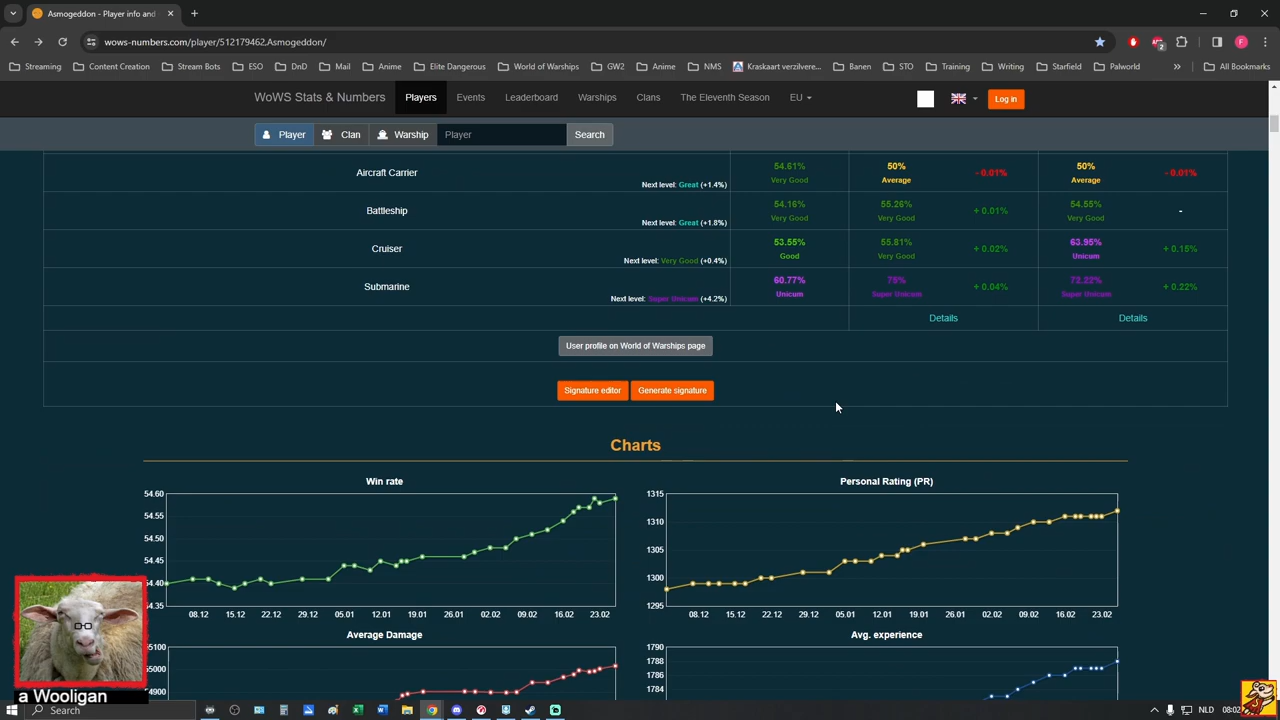 Asmogeddon - Player info and
wows-numbers.com/player/512179462,Asmogeddon/
Streaming Content Creation Stream Bots ESO DnD Mail Anime Elite Dangerous World of Warships GW2 Anime NMS Kraskaart verzilvere... Banen STO Training Writing Starfield Palworld » All Bookmarks
WoWS Stats & Numbers Players Events Leaderboard Warships Clans The Eleventh Season EU Log in
Player Clan Warship Player Search
Aircraft Carrier Next level: Great (+1.4%) 54.61% Very Good 50% Average - 0.01% 50% Average - 0.01%
Battleship Next level: Great (+1.8%) 54.16% Very Good 55.26% Very Good + 0.01% 54.55% Very Good -
Cruiser Next level: Very Good (+0.4%) 53.55% Good 55.81% Very Good + 0.02% 63.95% Unicum + 0.15%
Submarine Next level: Super Unicum (+4.2%) 60.77% Unicum 75% Super Unicum + 0.04% 72.22% Super Unicum + 0.22%
Details Details
User profile on World of Warships page
Signature editor Generate signature
Charts
Win rate
54.60
54.55
54.50
54.45
54.40
54.35
08.12 15.12 22.12 29.12 05.01 12.01 19.01 26.01 02.02 09.02 16.02 23.02
Personal Rating (PR)
1315
1310
1305
1300
1295
08.12 15.12 22.12 29.12 05.01 12.01 19.01 26.01 02.02 09.02 16.02 23.02
Average Damage
55100
55000
54900
Avg. experience
1790
1788
1786
1784
a Wooligan
Search
NLD 08:02